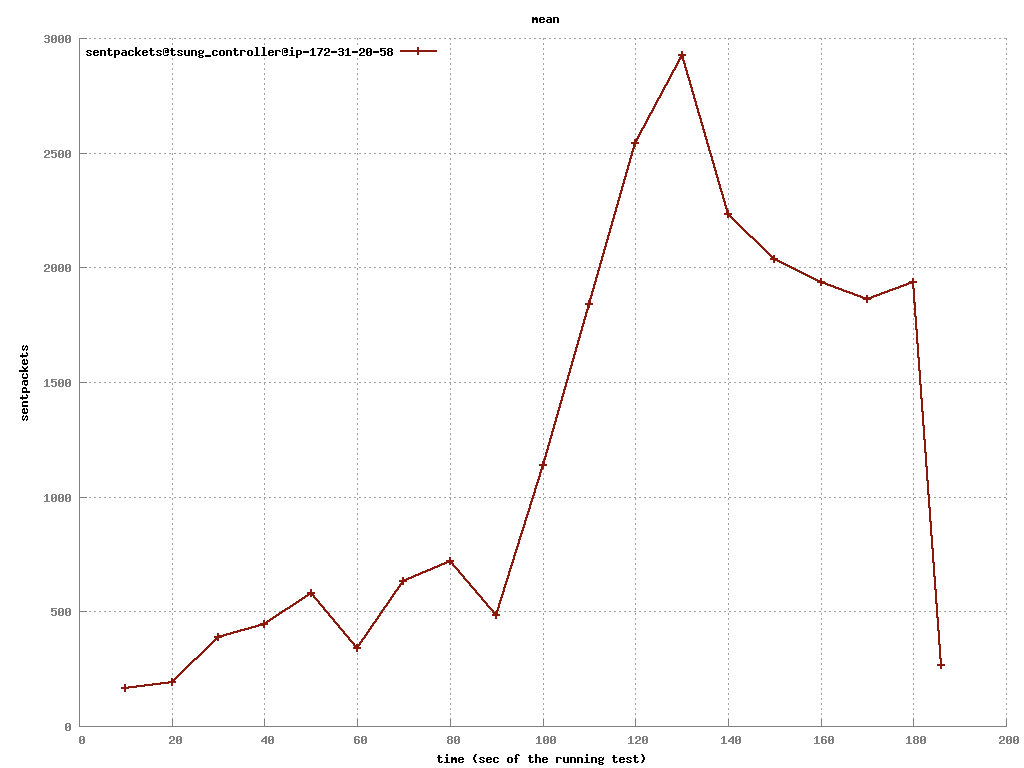 mean
3000
sentpackets@tsung_controller@ip-172-31-20-58
2500
2000
1500
sentpackets
1000
500
0
0 20 40 60 80 100 120 140 160 180 200
time (sec of the running test)